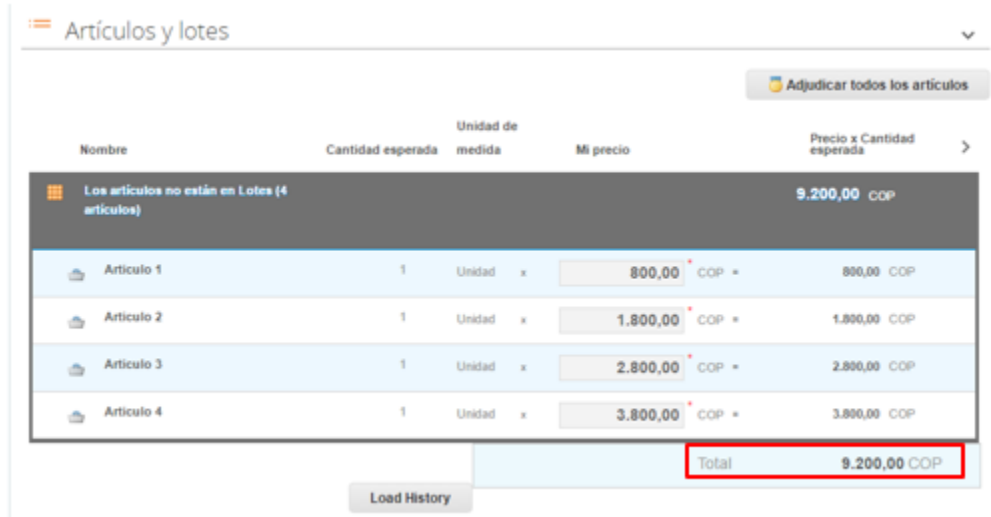 Artículos y lotes
Adjudicar todos los artículos
Nombre Cantidad esperada Unidad de medida Mi precio Precio x Cantidad esperada
Los artículos no están en Lotes (4 artículos) 9.200,00 COP
Articulo 1 1 Unidad x 800,00 * COP = 800,00 COP
Articulo 2 1 Unidad x 1.800,00 * COP = 1.800,00 COP
Articulo 3 1 Unidad x 2.800,00 * COP = 2.800,00 COP
Articulo 4 1 Unidad x 3.800,00 * COP = 3.800,00 COP
Total 9.200,00 COP
Load History